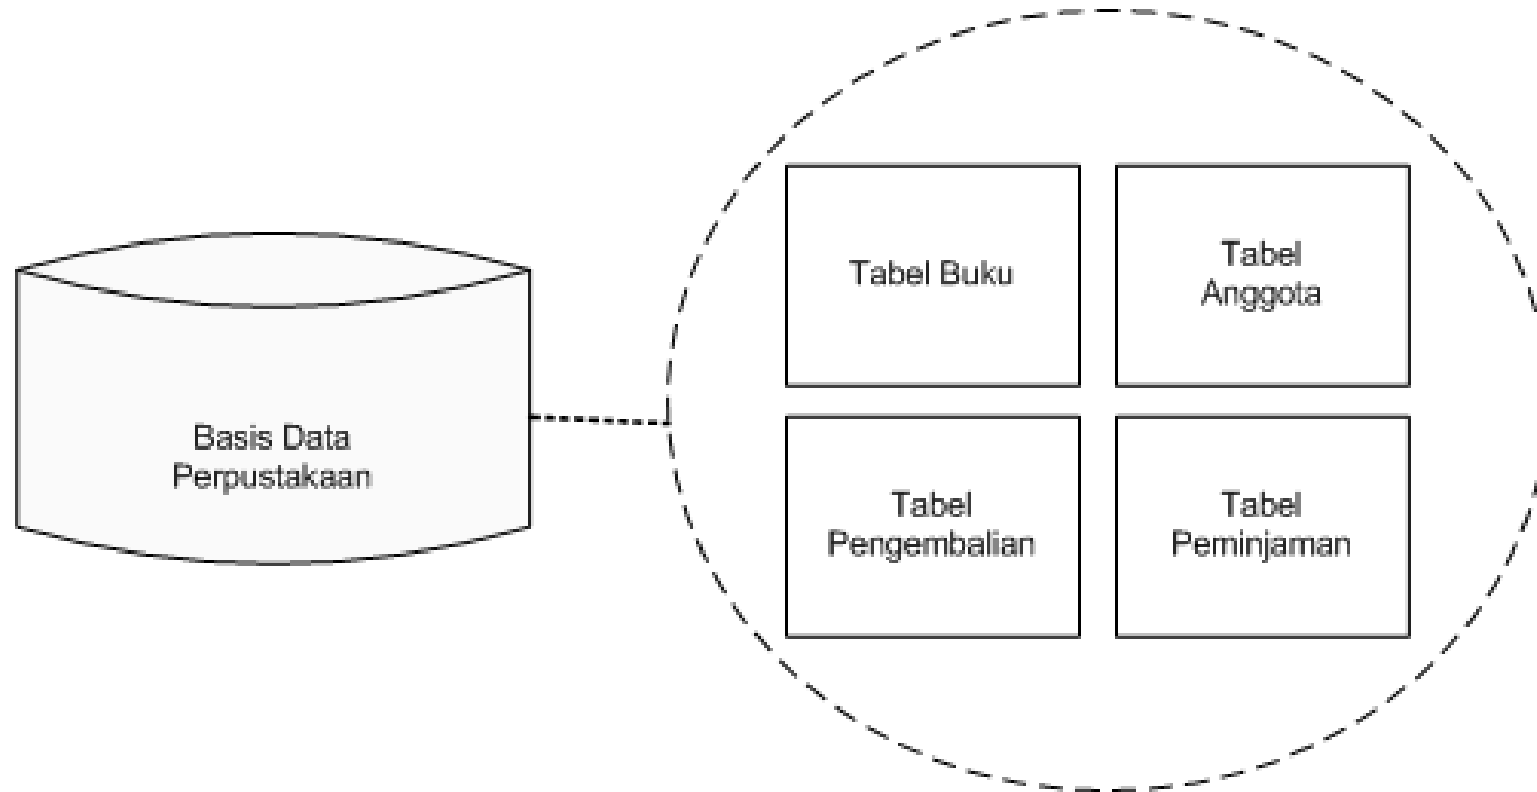 Basis Data
Perpustakaan
Tabel Buku
Tabel
Anggota
Tabel
Pengembalian
Tabel
Peminjaman